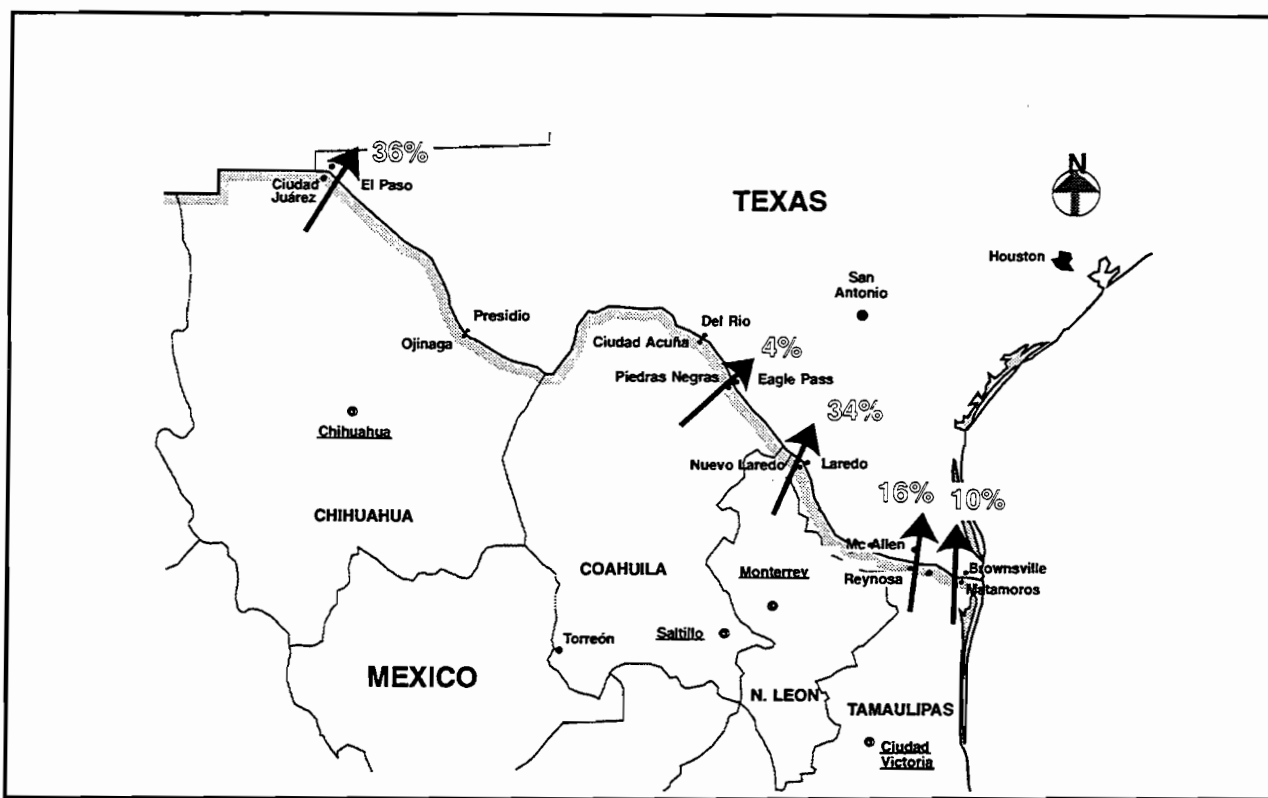 36%
N
Ciudad
Juárez
El Paso
TEXAS
Houston
San
Antonio
Presidio
Ojinaga
Del Rio
Ciudad Acuña
4%
Piedras Negras
Eagle Pass
34%
Chihuahua
Nuevo Laredo
Laredo
16%
10%
CHIHUAHUA
Mc Allen
COAHUILA
Monterrey
Reynosa
Brownsville
Matamoros
Torreón
Saltillo
MEXICO
N. LEON
TAMAULIPAS
Ciudad
Victoria